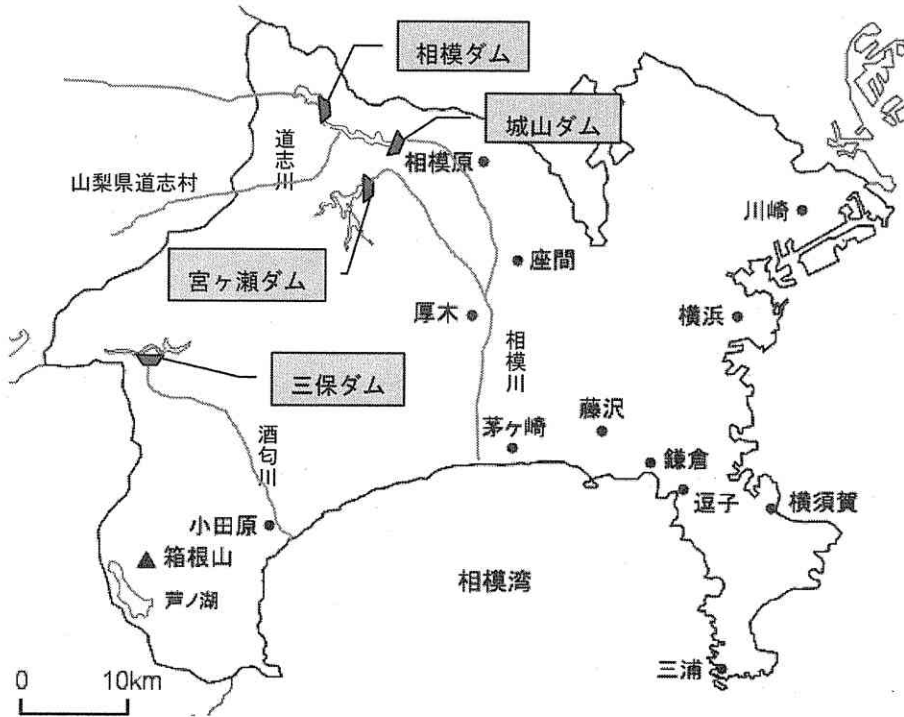 相模ダム
城山ダム
道志川
相模原
山梨県道志村
川崎
宮ヶ瀬ダム
座間
厚木
横浜
相模川
三保ダム
藤沢
茅ヶ崎
酒匂川
鎌倉
逗子
横須賀
小田原
箱根山
芦ノ湖
相模湾
三浦
0 10km